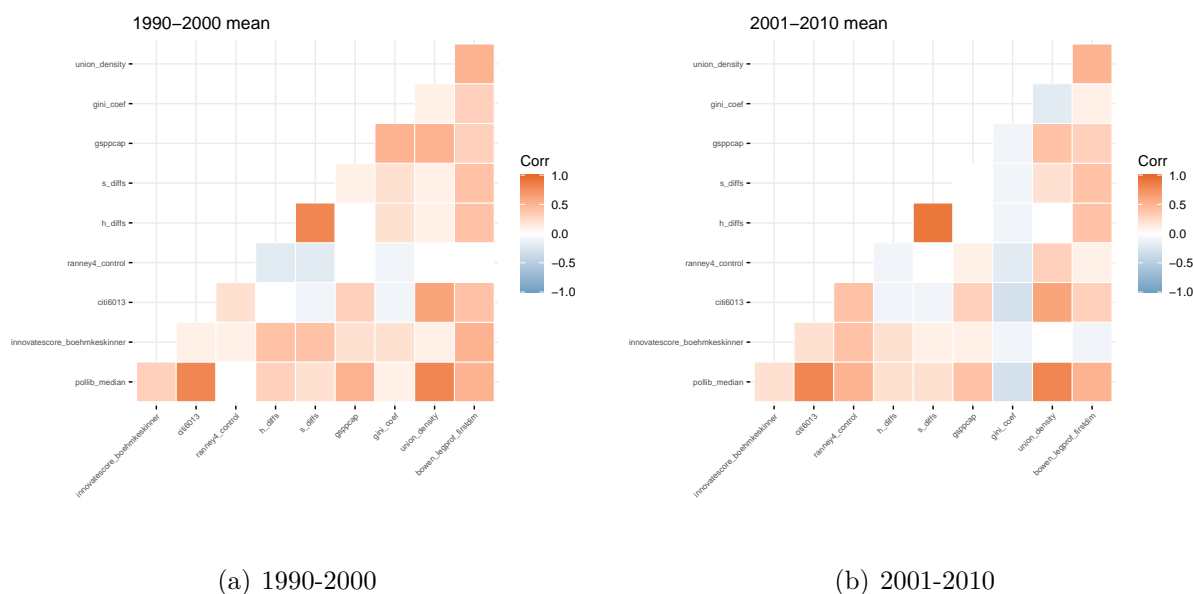 1990−2000 mean
union_density
gini_coef
gsppcap
s_diffs
h_diffs
ranney4_control
citi6013
innovatescore_boehmkeskinner
pollib_median
innovatescore_boehmkeskinner
citi6013
ranney4_control
h_diffs
s_diffs
gsppcap
gini_coef
union_density
bowen_legprof_firstdim
Corr
1.0
0.5
0.0
−0.5
−1.0
(a) 1990-2000
2001−2010 mean
union_density
gini_coef
gsppcap
s_diffs
h_diffs
ranney4_control
citi6013
innovatescore_boehmkeskinner
pollib_median
innovatescore_boehmkeskinner
citi6013
ranney4_control
h_diffs
s_diffs
gsppcap
gini_coef
union_density
bowen_legprof_firstdim
Corr
1.0
0.5
0.0
−0.5
−1.0
(b) 2001-2010